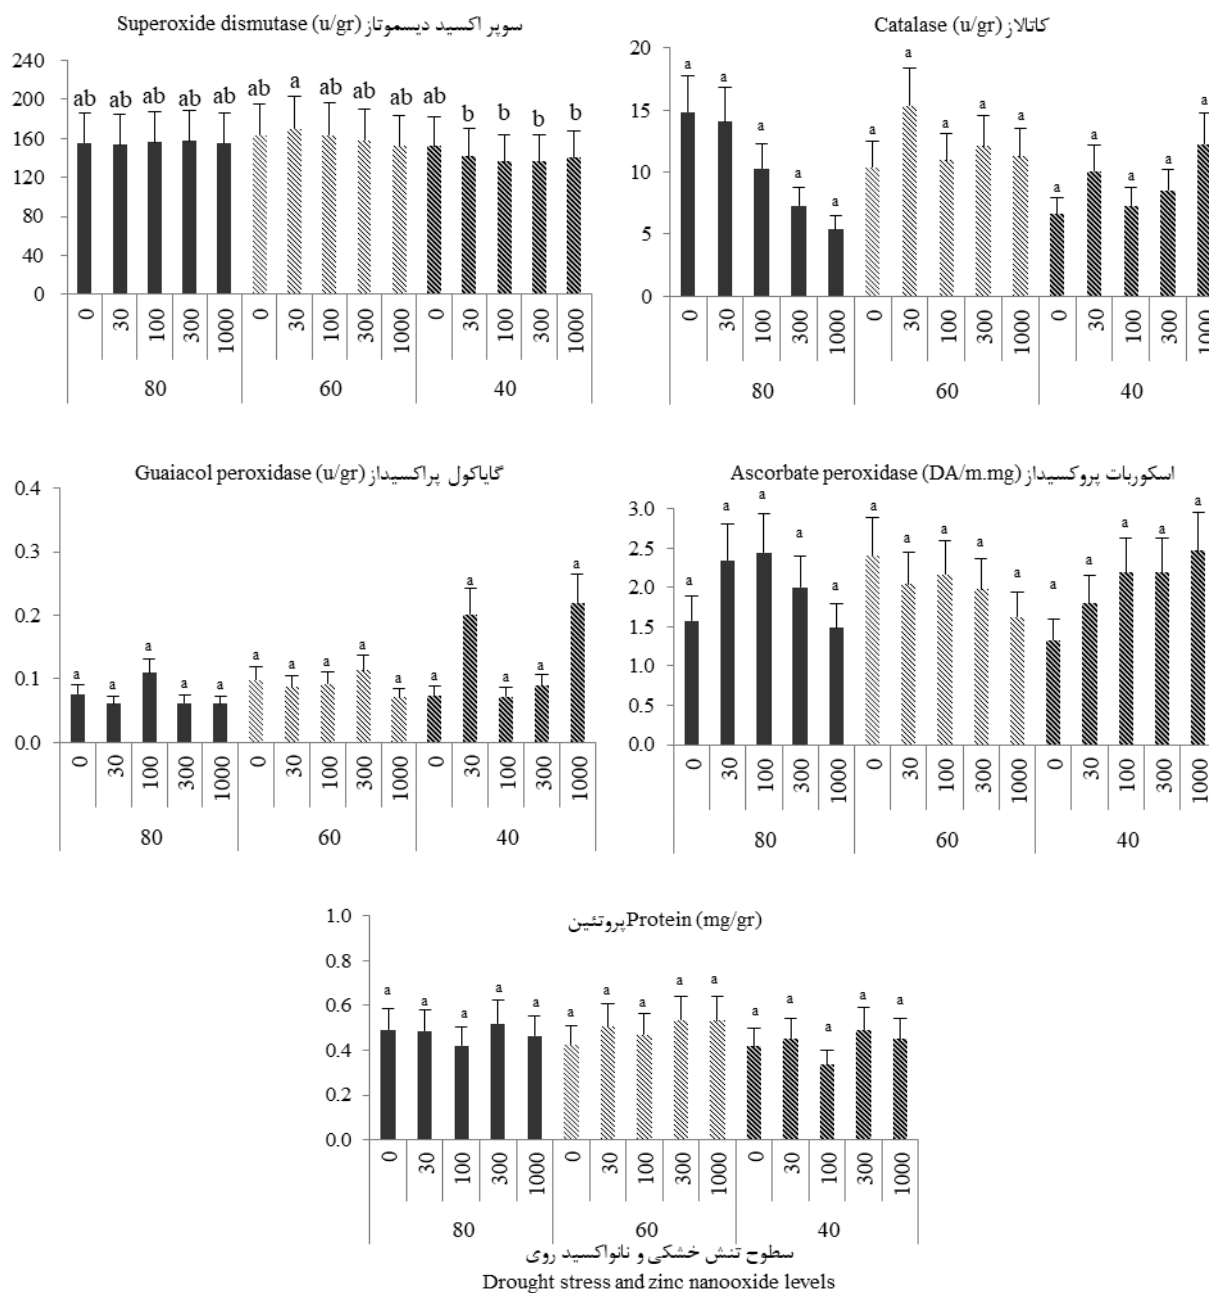 Superoxide dismutase (u/gr) سوپر اکسید دیسموتاز
240
200
160
120
80
40
0
ab ab ab ab ab ab a ab ab ab ab b b b b
0 30 100 300 1000 0 30 100 300 1000 0 30 100 300 1000
80 60 40
Catalase (u/gr) کاتالاز
20
15
10
5
0
a a a a a a a a a a a a a a a
0 30 100 300 1000 0 30 100 300 1000 0 30 100 300 1000
80 60 40
Guaiacol peroxidase (u/gr) گایاکول پراکسیداز
0.4
0.3
0.2
0.1
0.0
a a a a a a a a a a a a a a a
0 30 100 300 1000 0 30 100 300 1000 0 30 100 300 1000
80 60 40
Ascorbate peroxidase (DA/m.mg) اسکوربات پروکسیداز
3.0
2.5
2.0
1.5
1.0
0.5
0.0
a a a a a a a a a a a a a a a
0 30 100 300 1000 0 30 100 300 1000 0 30 100 300 1000
80 60 40
پروتئین Protein (mg/gr)
1.0
0.8
0.6
0.4
0.2
0.0
a a a a a a a a a a a a a a a
0 30 100 300 1000 0 30 100 300 1000 0 30 100 300 1000
80 60 40
سطوح تنش خشکی و نانواکسید روی
Drought stress and zinc nanooxide levels